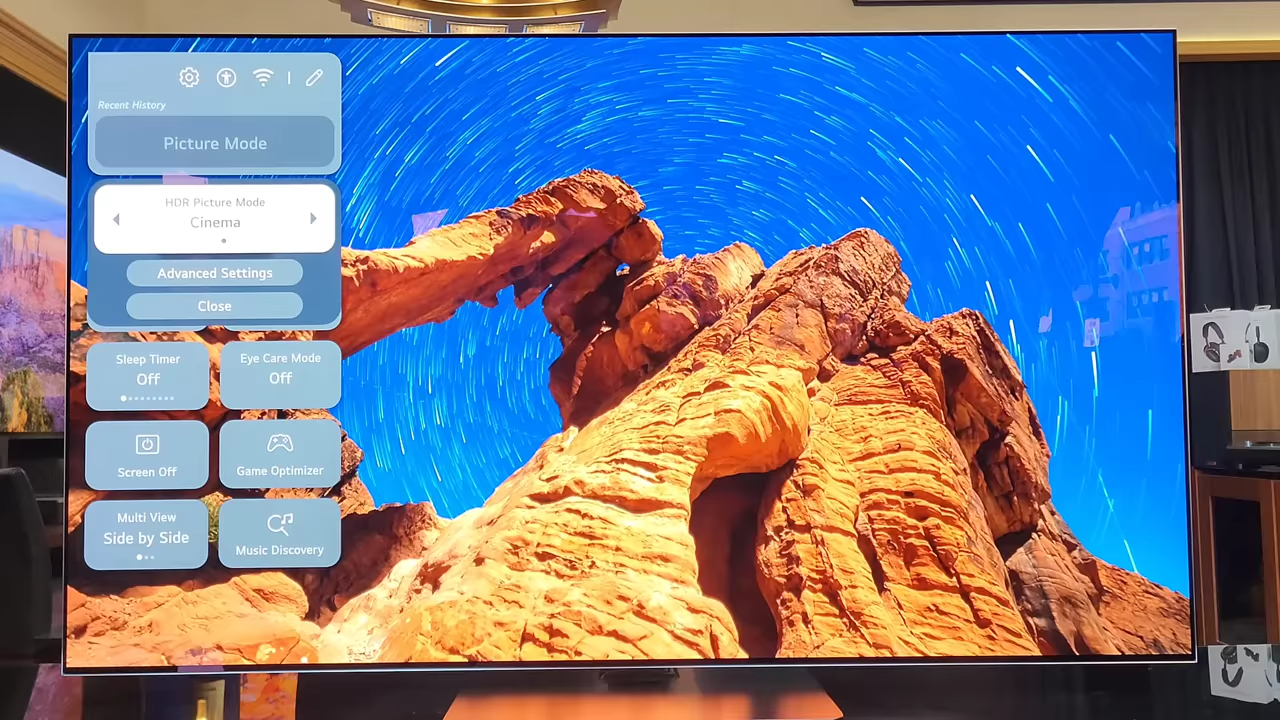 Recent History
Picture Mode
HDR Picture Mode
Cinema
Advanced Settings
Close
Sleep Timer
Off
Eye Care Mode
Off
Screen Off
Game Optimizer
Multi View
Side by Side
Music Discovery